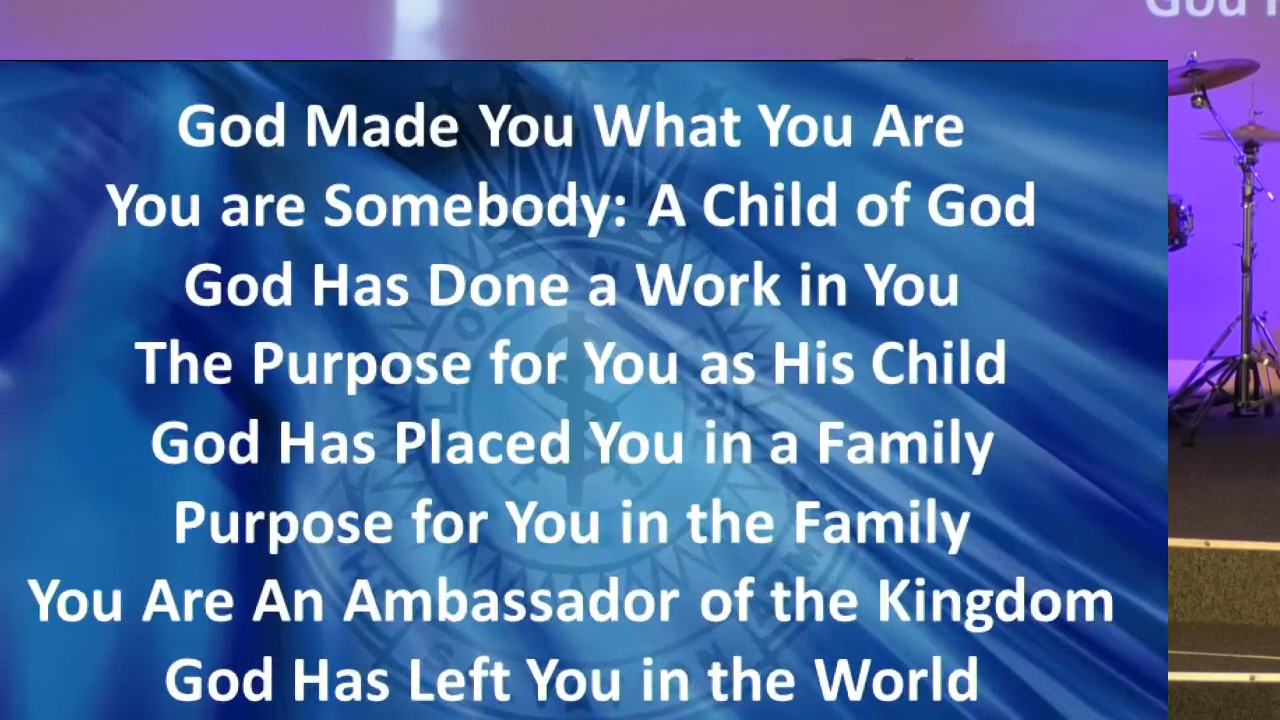 God
God Made You What You Are
You are Somebody: A Child of God
God Has Done a Work in You
The Purpose for You as His Child
God Has Placed You in a Family
Purpose for You in the Family
You Are An Ambassador of the Kingdom
God Has Left You in the World